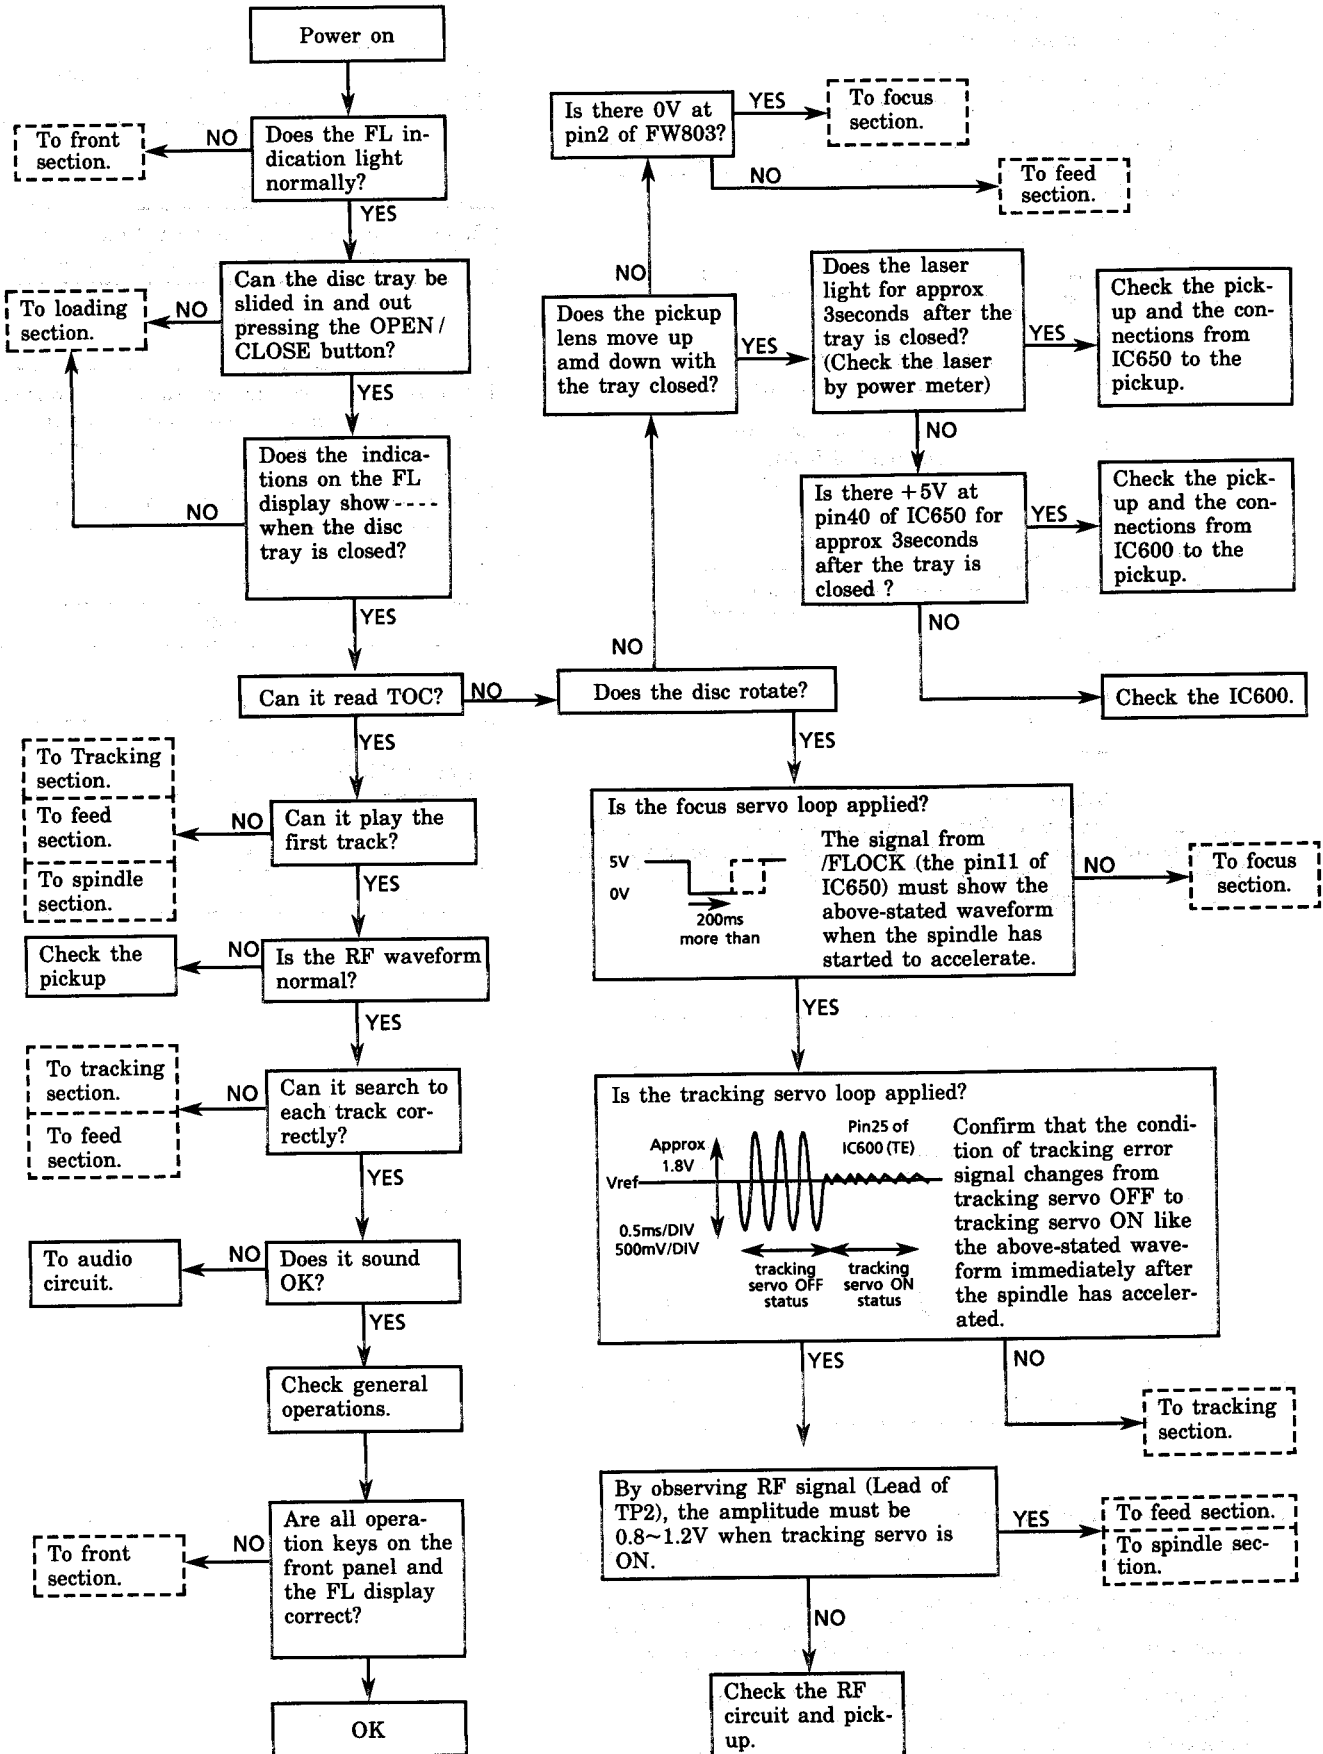 Power on
Does the FL in-
dication light
normally?
NO
To front
section.
YES
Can the disc tray be
slided in and out
pressing the OPEN /
CLOSE button?
NO
To loading
section.
YES
Does the indica-
tions on the FL
display show ----
when the disc
tray is closed?
NO
YES
Can it read TOC?
NO
YES
Can it play the
first track?
NO
To Tracking
section.
To feed
section.
To spindle
section.
YES
Is the RF waveform
normal?
NO
Check the
pickup
YES
Can it search to
each track cor-
rectly?
NO
To tracking
section.
To feed
section.
YES
Does it sound
OK?
NO
To audio
circuit.
YES
Check general
operations.
Are all opera-
tion keys on the
front panel and
the FL display
correct?
NO
To front
section.
OK
Is there 0V at
pin2 of FW803?
YES
To focus
section.
NO
To feed
section.
NO
Does the pickup
lens move up
amd down with
the tray closed?
YES
Does the laser
light for approx
3seconds after the
tray is closed?
(Check the laser
by power meter)
YES
Check the pick-
up and the con-
nections from
IC650 to the
pickup.
NO
Is there +5V at
pin40 of IC650 for
approx 3seconds
after the tray is
closed ?
YES
Check the pick-
up and the con-
nections from
IC600 to the
pickup.
NO
Check the IC600.
NO
Does the disc rotate?
YES
Is the focus servo loop applied?
5V
0V
200ms
more than
The signal from
/FLOCK (the pin11 of
IC650) must show the
above-stated waveform
when the spindle has
started to accelerate.
NO
To focus
section.
YES
Is the tracking servo loop applied?
Approx
1.8V
Vref
0.5ms/DIV
500mV/DIV
Pin25 of
IC600 (TE)
tracking
servo OFF
status
tracking
servo ON
status
Confirm that the condi-
tion of tracking error
signal changes from
tracking servo OFF to
tracking servo ON like
the above-stated wave-
form immediately after
the spindle has acceler-
ated.
YES
NO
To tracking
section.
By observing RF signal (Lead of
TP2), the amplitude must be
0.8~1.2V when tracking servo is
ON.
YES
To feed section.
To spindle sec-
tion.
NO
Check the RF
circuit and pick-
up.